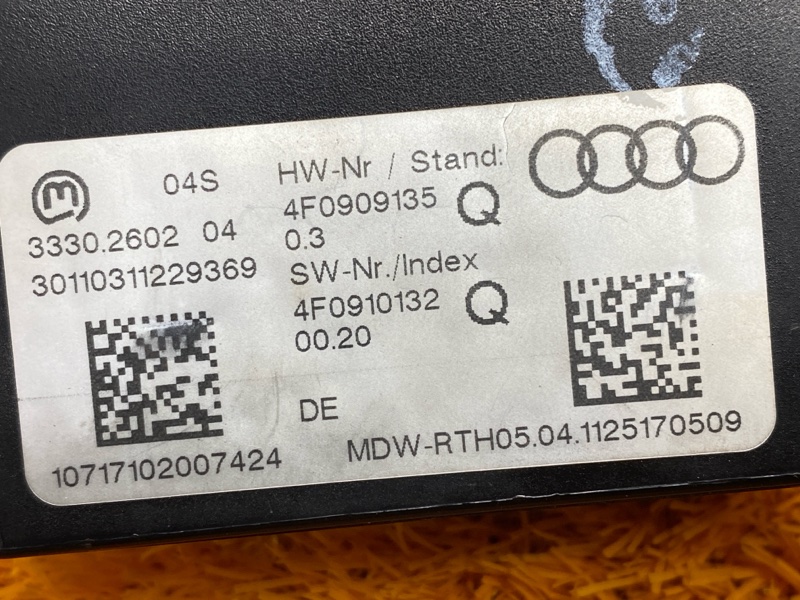 m 04S
3330.2602 04
30110311229369
HW-Nr / Stand:
4F0909135 Q
0.3
SW-Nr./Index
4F0910132 Q
00.20
DE
10717102007424
MDW-RTH05.04.1125170509